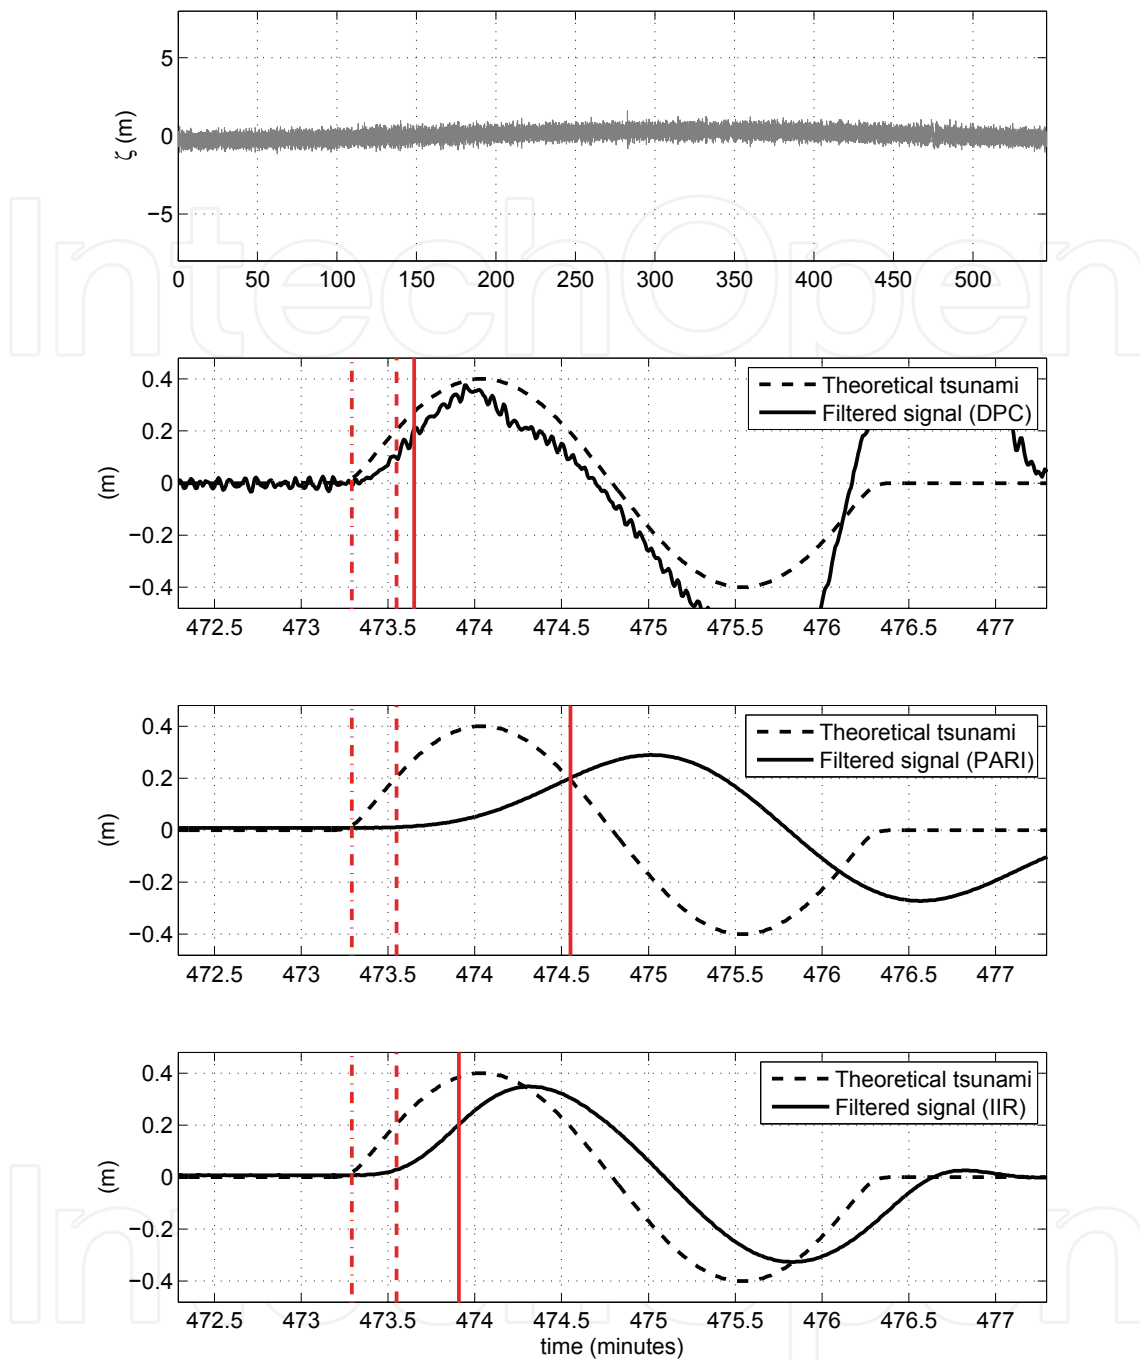 5
0
−5
ζ (m)
0 50 100 150 200 250 300 350 400 450 500
0.4
0.2
0
−0.2
−0.4
(m)
Theoretical tsunami
Filtered signal (DPC)
472.5 473 473.5 474 474.5 475 475.5 476 476.5 477
0.4
0.2
0
−0.2
−0.4
(m)
Theoretical tsunami
Filtered signal (PARI)
472.5 473 473.5 474 474.5 475 475.5 476 476.5 477
0.4
0.2
0
−0.2
−0.4
(m)
Theoretical tsunami
Filtered signal (IIR)
472.5 473 473.5 474 474.5 475 475.5 476 476.5 477
time (minutes)
IntechOpen
IntechOpen